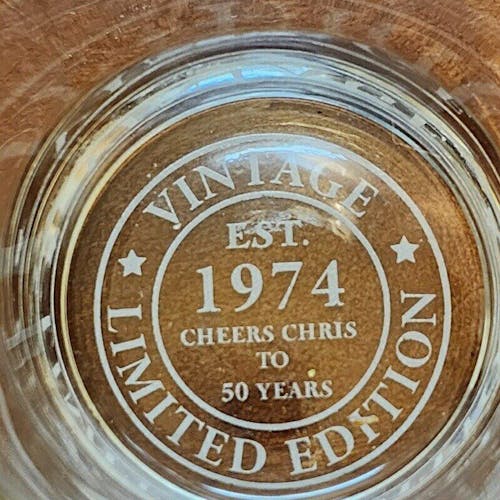 VINTAGE
EST.
1974
CHEERS CHRIS
TO
50 YEARS
LIMITED EDITION